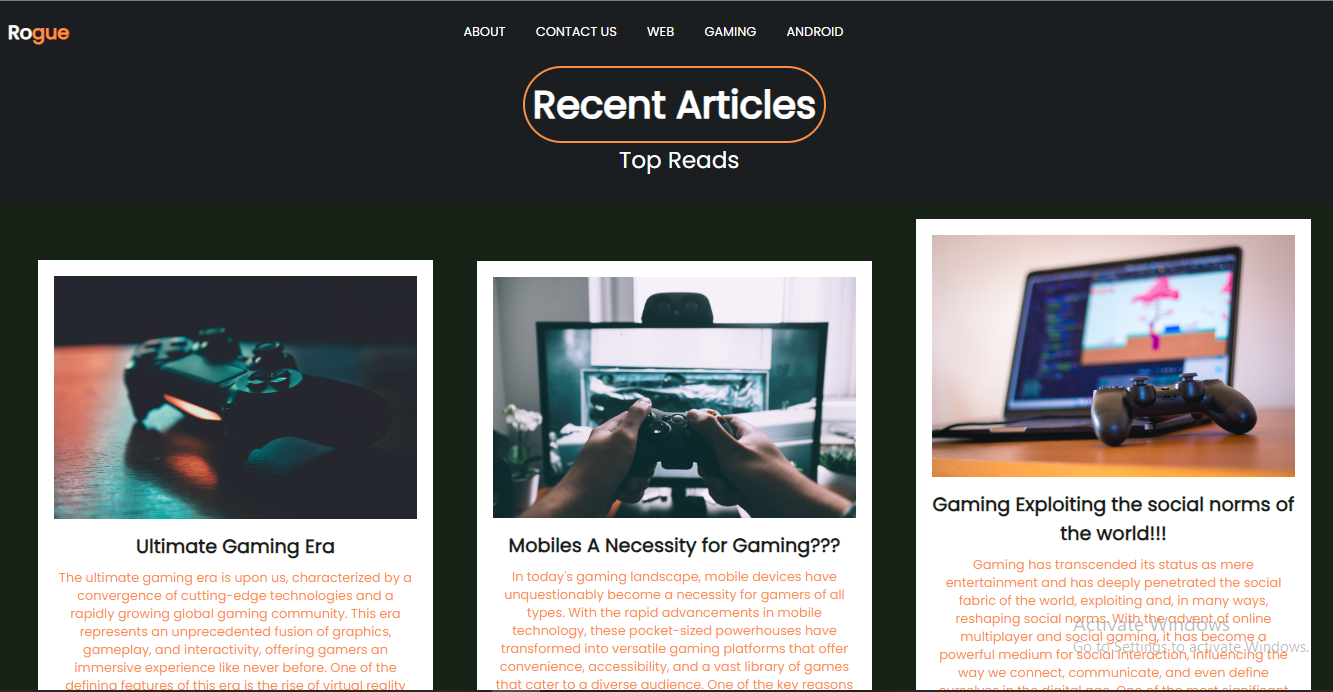 Rogue
ABOUT CONTACT US WEB GAMING ANDROID
Recent Articles
Top Reads
Ultimate Gaming Era
The ultimate gaming era is upon us, characterized by a
convergence of cutting-edge technologies and a
rapidly growing global gaming community. This era
represents an unprecedented fusion of graphics,
gameplay, and interactivity, offering gamers an
immersive experience like never before. One of the
defining features of this era is the rise of virtual reality
Mobiles A Necessity for Gaming???
In today's gaming landscape, mobile devices have
unquestionably become a necessity for gamers of all
types. With the rapid advancements in mobile
technology, these pocket-sized powerhouses have
transformed into versatile gaming platforms that offer
convenience, accessibility, and a vast library of games
that cater to a diverse audience. One of the key reasons
Gaming Exploiting the social norms of
the world!!!
Gaming has transcended its status as mere
entertainment and has deeply penetrated the social
fabric of the world, exploiting and, in many ways,
reshaping social norms. With the advent of online
multiplayer and social gaming, it has become a
powerful medium for social interaction, influencing the
way we connect, communicate, and even define
ourselves in the digital age. One of the most significant
Activate Windows
Go to Settings to activate Windows.